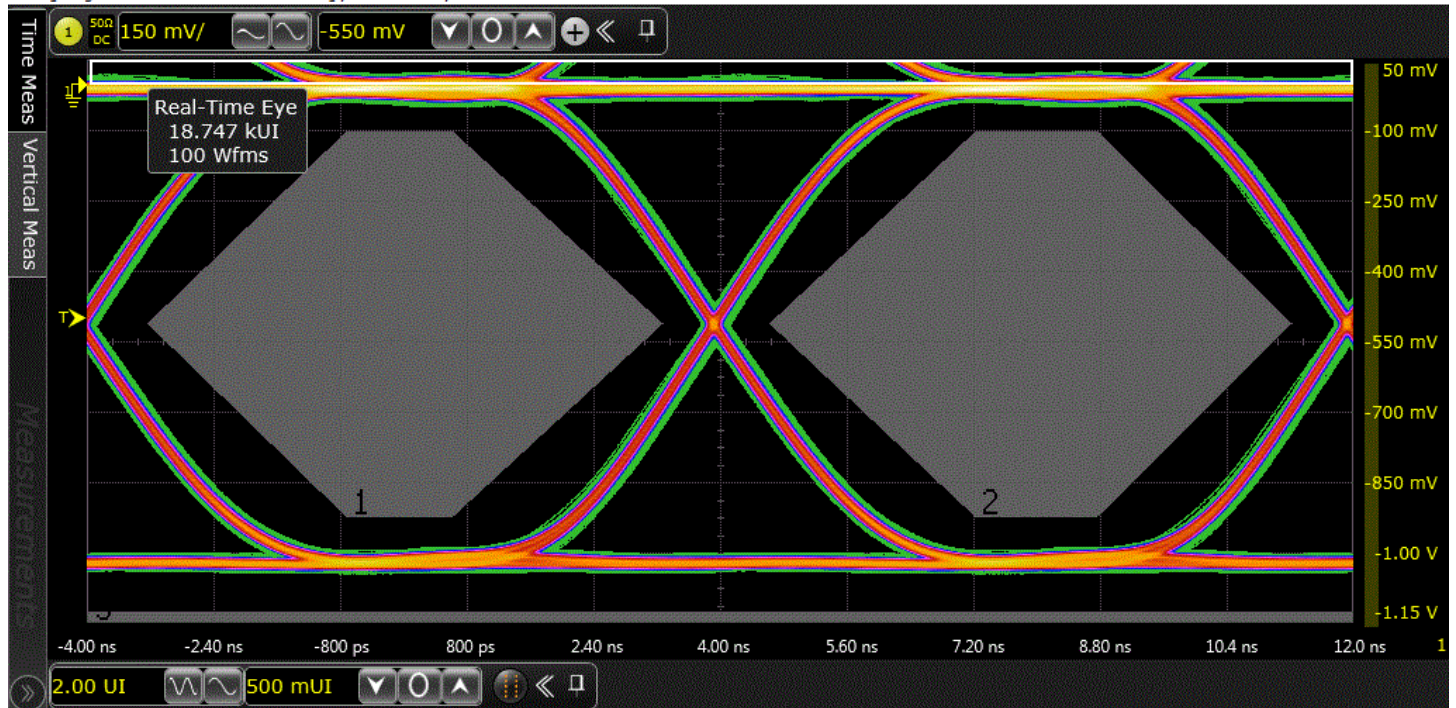 Time Meas
Vertical Meas
Measurements
1 50Ω DC 150 mV/ -550 mV
Real-Time Eye
18.747 kUI
100 Wfms
50 mV
-100 mV
-250 mV
-400 mV
T
-550 mV
-700 mV
-850 mV
1 2
-1.00 V
-1.15 V
-4.00 ns -2.40 ns -800 ps 800 ps 2.40 ns 4.00 ns 5.60 ns 7.20 ns 8.80 ns 10.4 ns 12.0 ns 1
2.00 UI 500 mUI